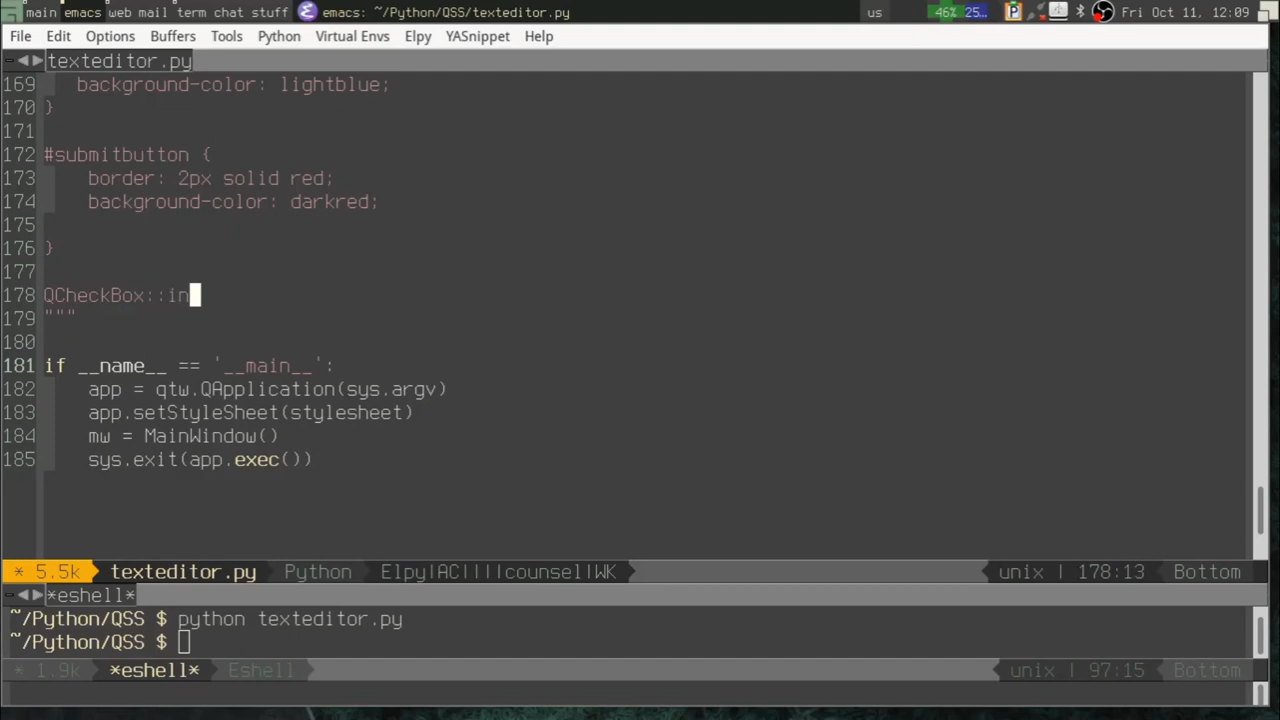 main emacs web mail term chat stuff emacs: ~/Python/QSS/texteditor.py us 46% 25... P Fri Oct 11, 12:09
File Edit Options Buffers Tools Python Virtual Envs Elpy YASnippet Help
texteditor.py
169 background-color: lightblue;
170 }
171
172 #submitbutton {
173 border: 2px solid red;
174 background-color: darkred;
175
176 }
177
178 QCheckBox::in
179 """
180
181 if __name__ == '__main__':
182 app = qtw.QApplication(sys.argv)
183 app.setStyleSheet(stylesheet)
184 mw = MainWindow()
185 sys.exit(app.exec())
* 5.5k texteditor.py Python Elpy|AC||||counsel|WK unix | 178:13 Bottom
*eshell*
~/Python/QSS $ python texteditor.py
~/Python/QSS $
* 1.9k *eshell* Eshell unix | 97:15 Bottom